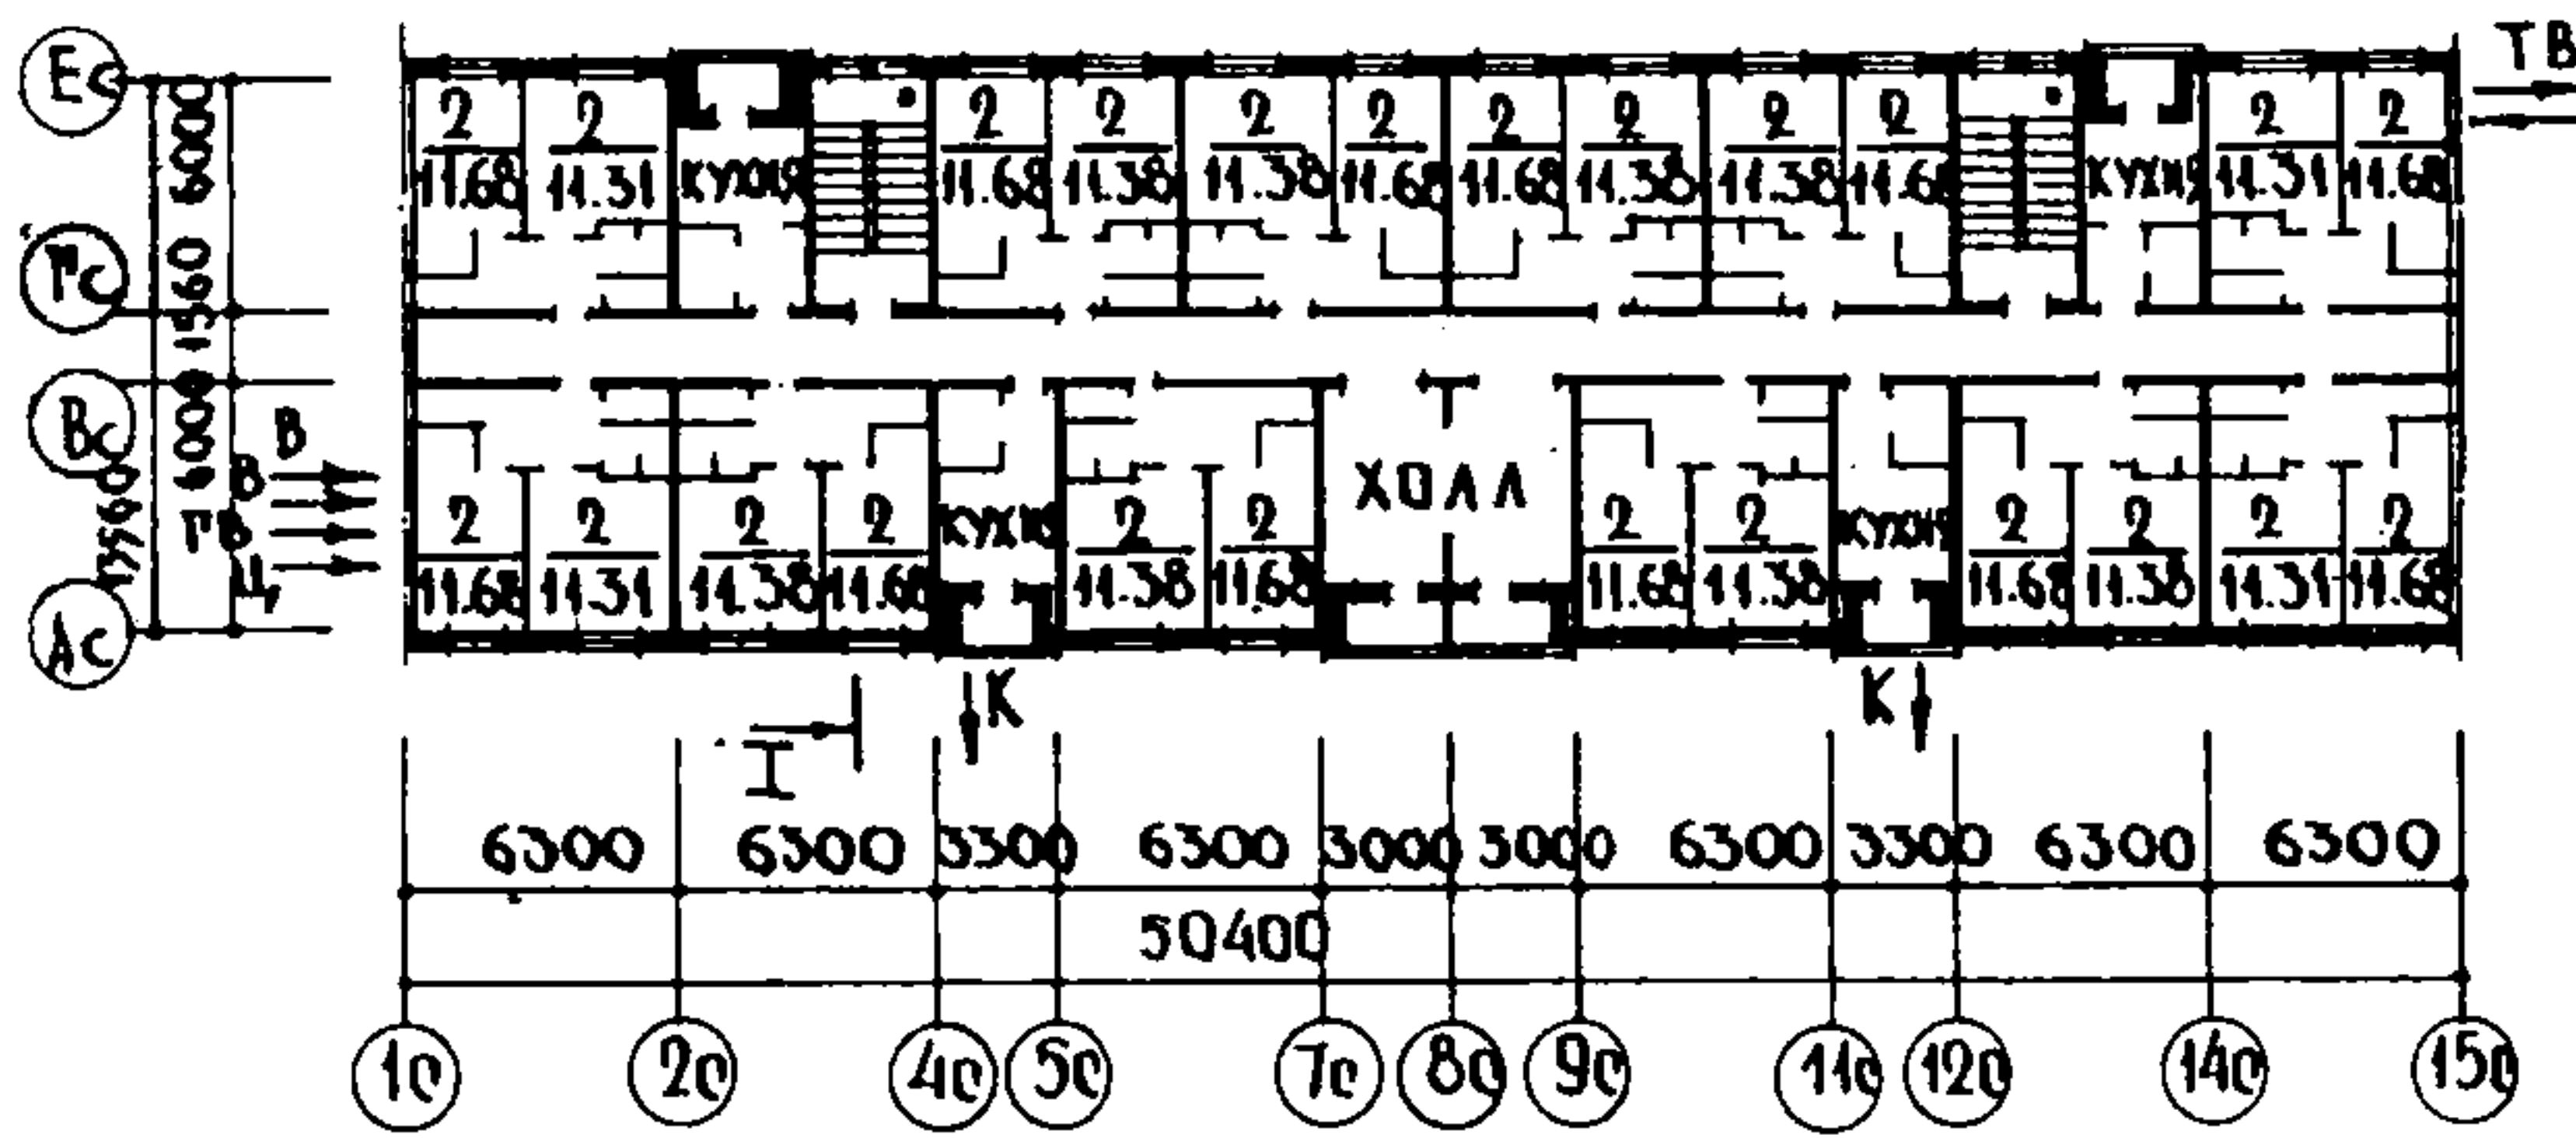 Ес
Гс
Вс
Ас
6000
1560
6000
13560
В
В
ГВ
Ц
ТВ
2 2 2 2 2 2 2 2 2 2 2 2
11.68 11.31 КУХНЯ 11.68 11.38 11.38 11.68 11.68 11.38 11.38 11.68 КУХНЯ 11.31 11.68
ХОЛЛ
2 2 2 2 КУХНЯ 2 2 2 2 КУХНЯ 2 2 2 2
11.68 11.31 11.38 11.68 11.38 11.68 11.68 11.38 11.68 11.38 11.31 11.68
К К
I
6300 6300 3300 6300 3000 3000 6300 3300 6300 6300
50400
1с 2с 4с 5с 7с 8с 9с 11с 12с 14с 15с